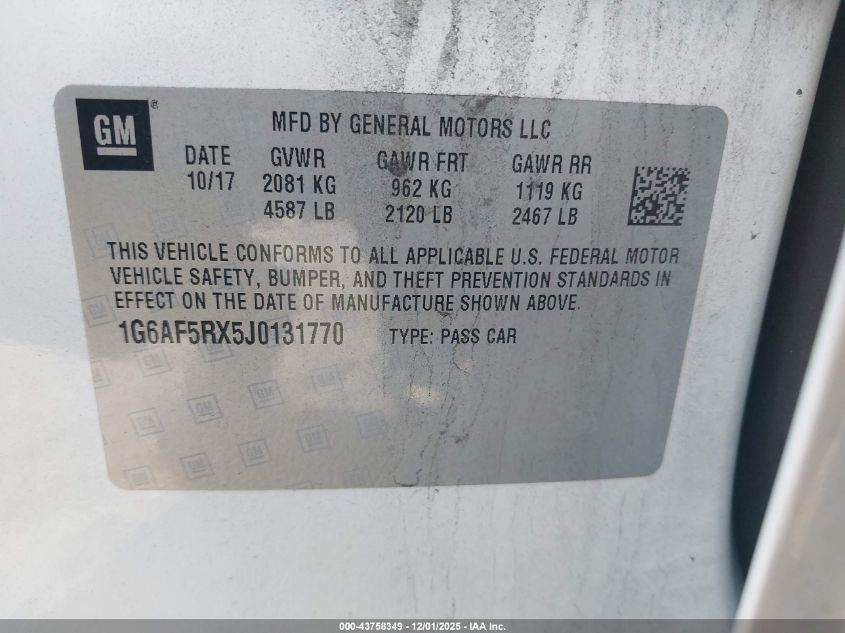 GM ®
MFD BY GENERAL MOTORS LLC
DATE GVWR GAWR FRT GAWR RR
10/17 2081 KG 962 KG 1119 KG
4587 LB 2120 LB 2467 LB
THIS VEHICLE CONFORMS TO ALL APPLICABLE U.S. FEDERAL MOTOR
VEHICLE SAFETY, BUMPER, AND THEFT PREVENTION STANDARDS IN
EFFECT ON THE DATE OF MANUFACTURE SHOWN ABOVE.
1G6AF5RX5J0131770 TYPE: PASS CAR
000-43758349 - 12/01/2025 - IAA Inc.